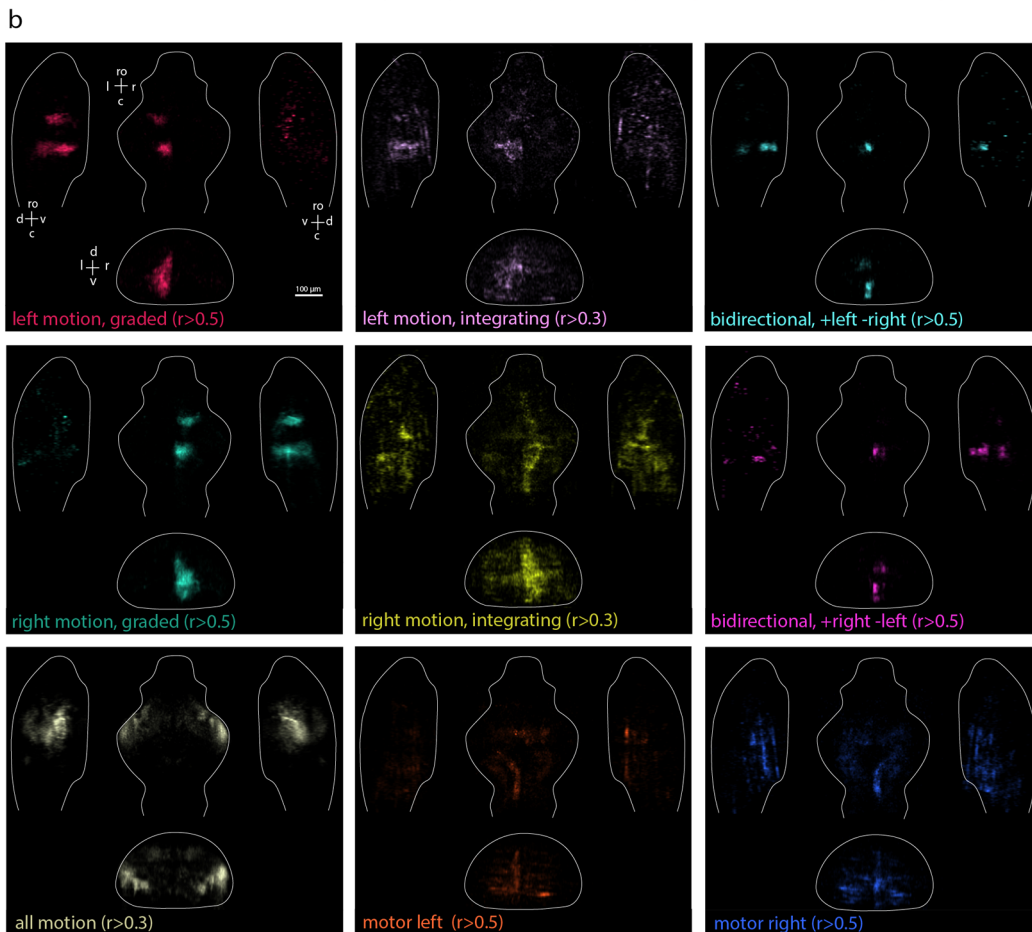 b
ro
l r
c
ro
d v
c
ro
v d
c
d
l r
v
100 µm
left motion, graded (r>0.5)
left motion, integrating (r>0.3)
bidirectional, +left -right (r>0.5)
right motion, graded (r>0.5)
right motion, integrating (r>0.3)
bidirectional, +right -left (r>0.5)
all motion (r>0.3)
motor left (r>0.5)
motor right (r>0.5)